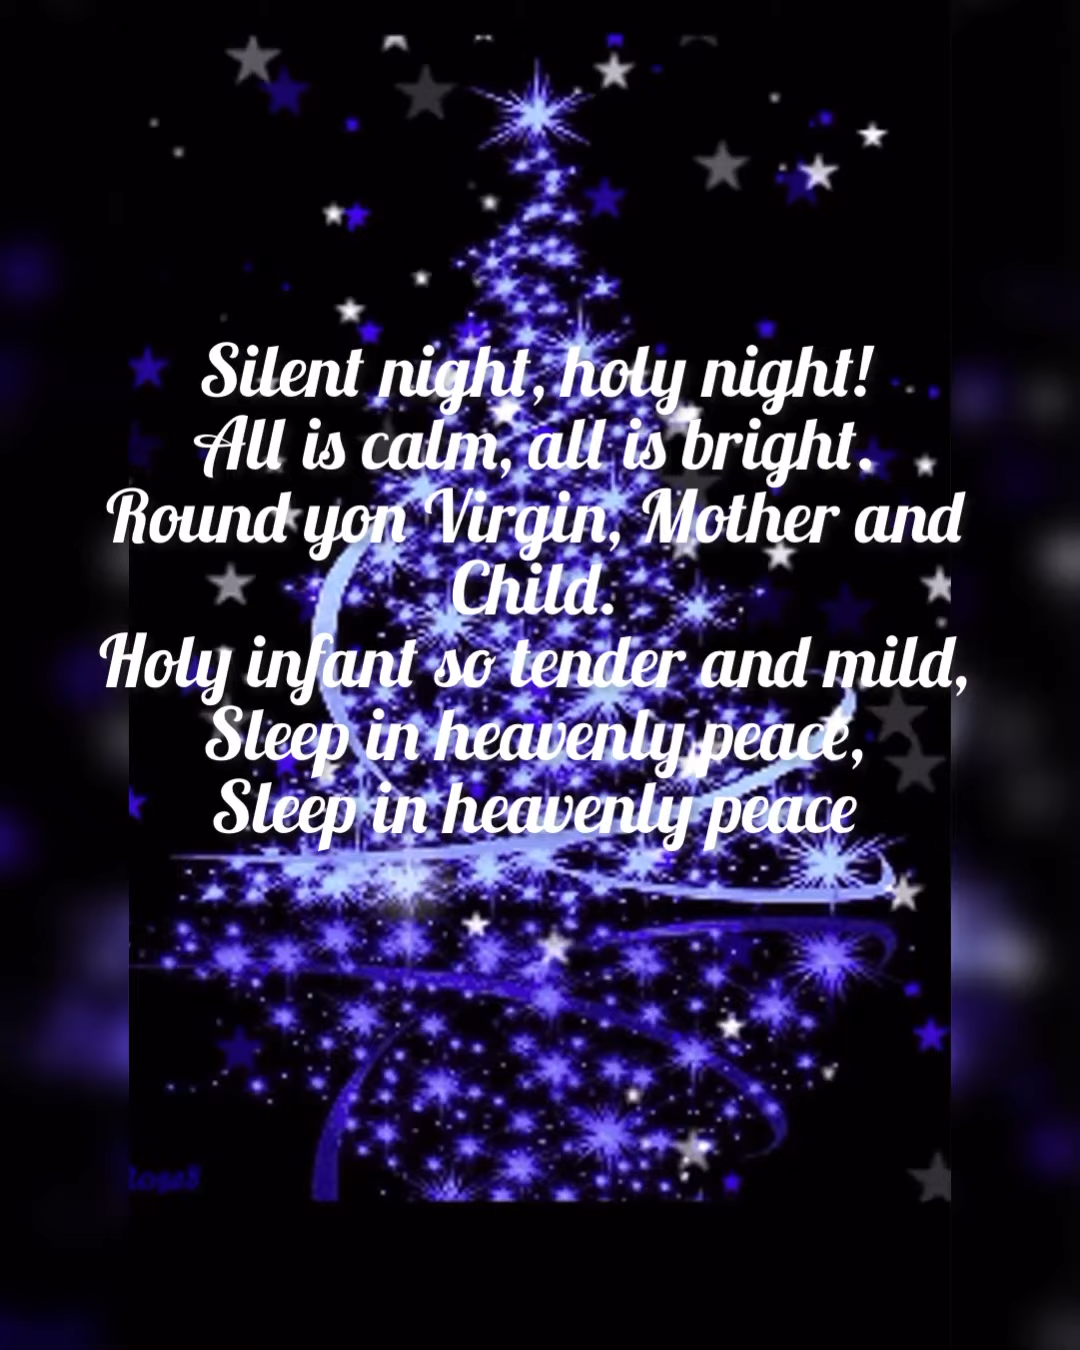 Silent night, holy night!
All is calm, all is bright.
Round yon Virgin, Mother and
Child.
Holy infant so tender and mild,
Sleep in heavenly peace,
Sleep in heavenly peace